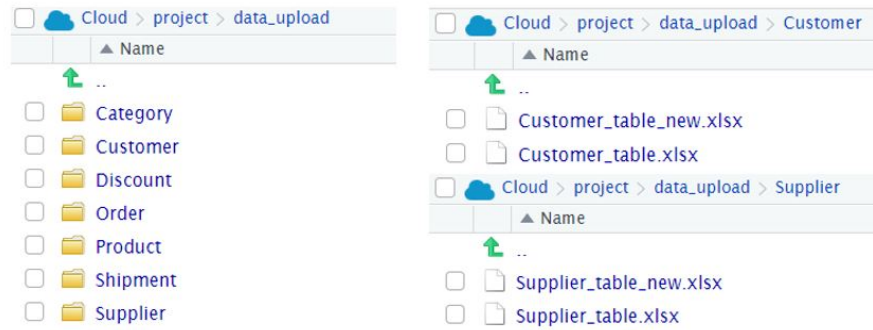 Cloud > project > data_upload
▲ Name
..
Category
Customer
Discount
Order
Product
Shipment
Supplier
Cloud > project > data_upload > Customer
▲ Name
..
Customer_table_new.xlsx
Customer_table.xlsx
Cloud > project > data_upload > Supplier
▲ Name
..
Supplier_table_new.xlsx
Supplier_table.xlsx